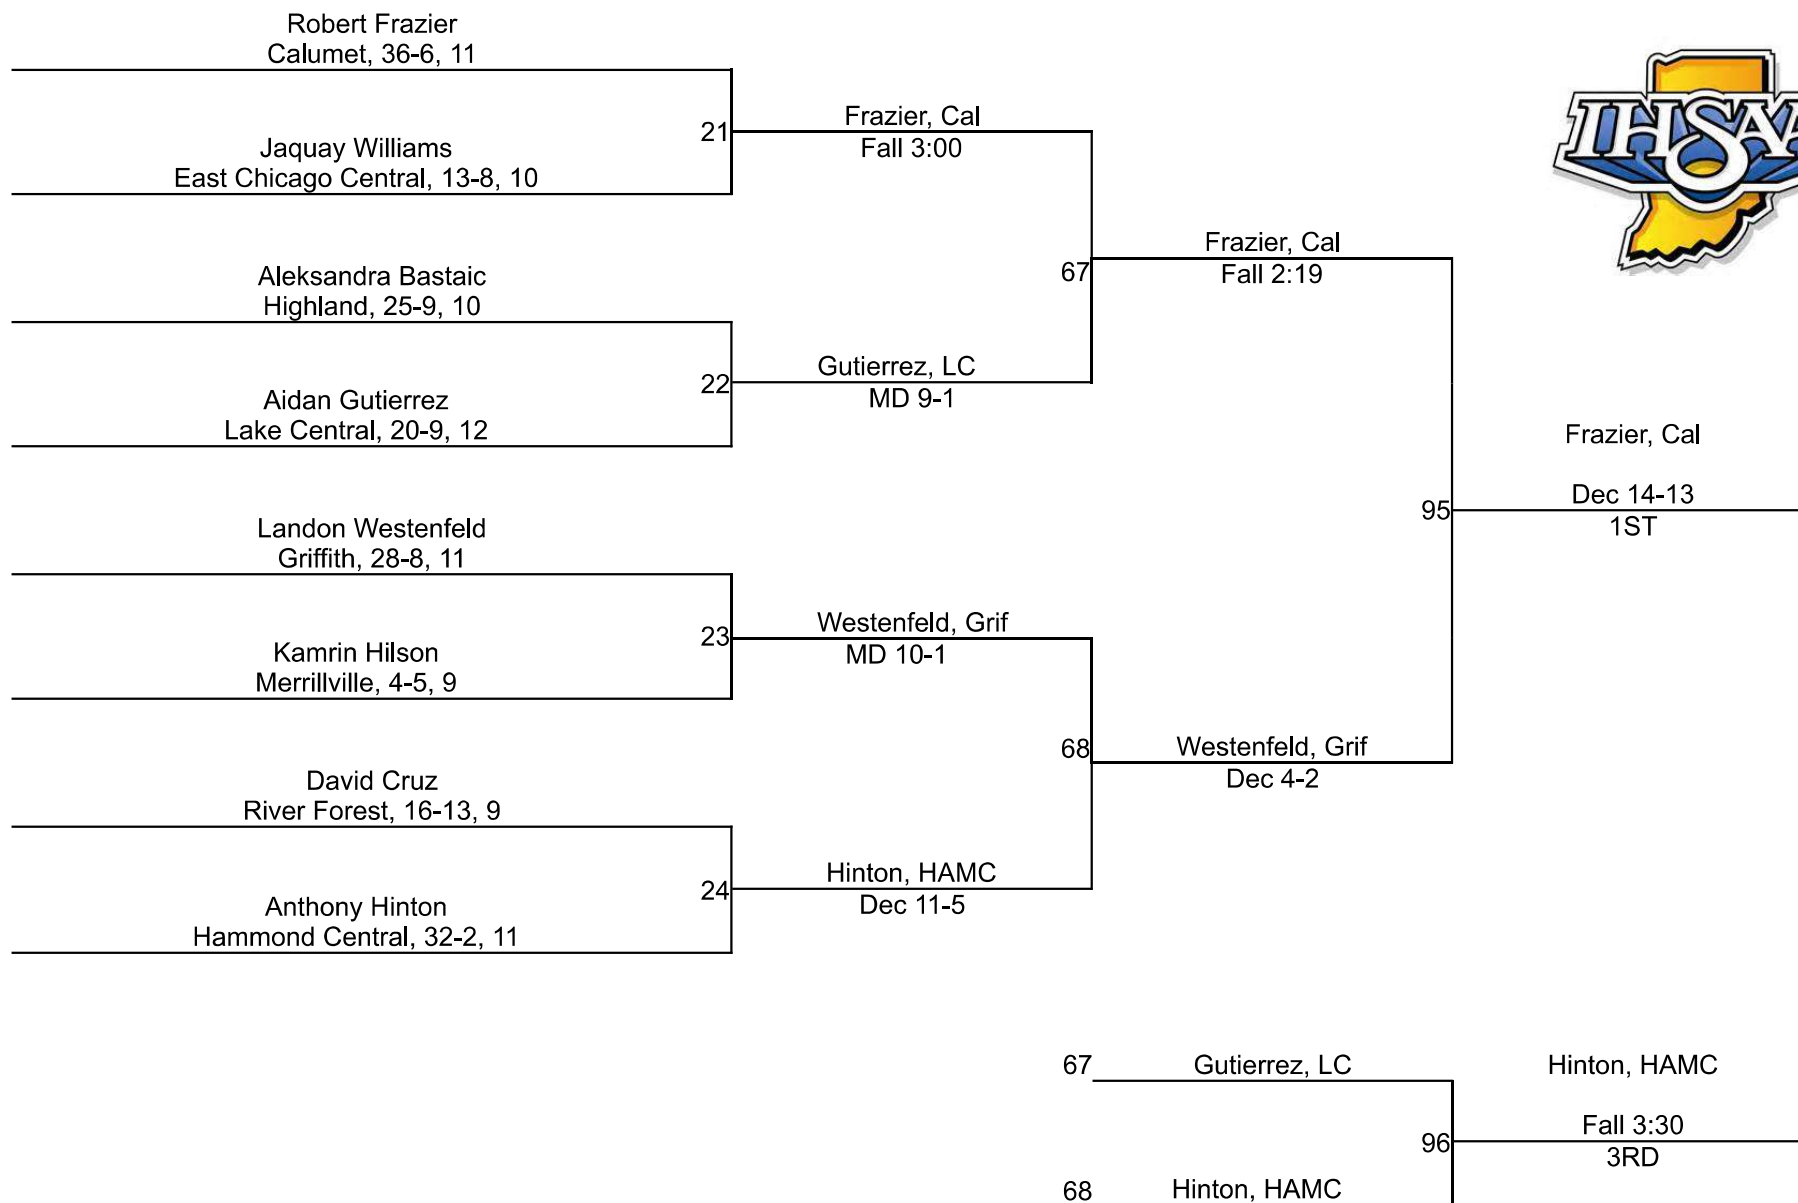 Robert Frazier
Calumet, 36-6, 11
Jaquay Williams
East Chicago Central, 13-8, 10
Aleksandra Bastaic
Highland, 25-9, 10
Aidan Gutierrez
Lake Central, 20-9, 12
Landon Westenfeld
Griffith, 28-8, 11
Kamrin Hilson
Merrillville, 4-5, 9
David Cruz
River Forest, 16-13, 9
Anthony Hinton
Hammond Central, 32-2, 11
21
Frazier, Cal
Fall 3:00
22
Gutierrez, LC
MD 9-1
23
Westenfeld, Grif
MD 10-1
24
Hinton, HAMC
Dec 11-5
67
Frazier, Cal
Fall 2:19
68
Westenfeld, Grif
Dec 4-2
95
Frazier, Cal
Dec 14-13
1ST
IHSAA
67
Gutierrez, LC
68
Hinton, HAMC
96
Hinton, HAMC
Fall 3:30
3RD